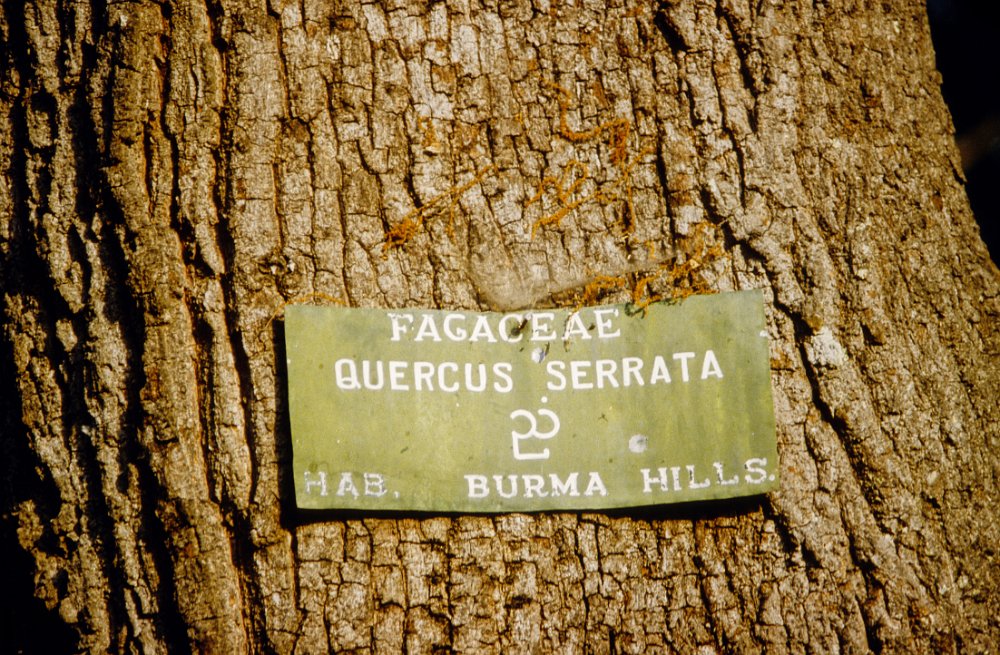 FAGACEAE
QUERCUS SERRATA
HAB. BURMA HILLS.